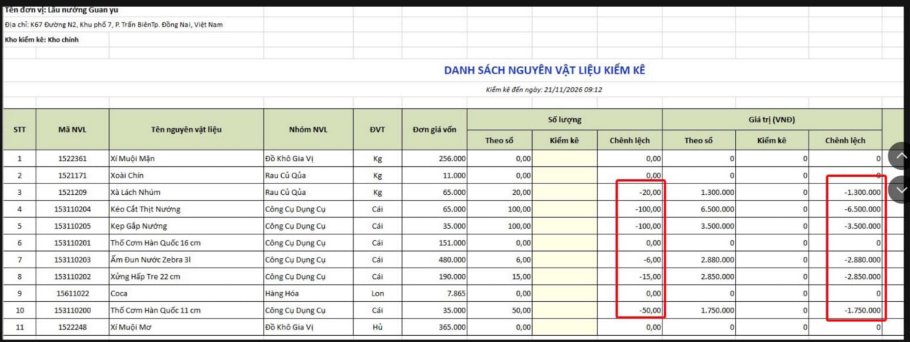 Tên đơn vị: Lẩu nướng Guan yu
Địa chỉ: K67 Đường N2, Khu phố 7, P. Trấn BiênTp. Đồng Nai, Việt Nam
Kho kiểm kê: Kho chính
DANH SÁCH NGUYÊN VẬT LIỆU KIỂM KÊ
Kiểm kê đến ngày: 21/11/2026 09:12
STT Mã NVL Tên nguyên vật liệu Nhóm NVL ĐVT Đơn giá vốn Số lượng Giá trị (VNĐ)
Theo sổ Kiểm kê Chênh lệch Theo sổ Kiểm kê Chênh lệch
1 1522361 Xí Muội Mặn Đồ Khô Gia Vị Kg 256.000 0,00 0,00 0 0 0
2 1521171 Xoài Chín Rau Củ Qủa Kg 11.000 0,00 0,00 0 0 0
3 1521209 Xà Lách Nhúm Rau Củ Qủa Kg 65.000 20,00 -20,00 1.300.000 0 -1.300.000
4 153110204 Kéo Cắt Thịt Nướng Công Cụ Dụng Cụ Cái 65.000 100,00 -100,00 6.500.000 0 -6.500.000
5 153110205 Kẹp Gắp Nướng Công Cụ Dụng Cụ Cái 35.000 100,00 -100,00 3.500.000 0 -3.500.000
6 153110201 Thố Cơm Hàn Quốc 16 cm Công Cụ Dụng Cụ Cái 151.000 0,00 0,00 0 0 0
7 153110203 Ấm Đun Nước Zebra 3l Công Cụ Dụng Cụ Cái 480.000 6,00 -6,00 2.880.000 0 -2.880.000
8 153110202 Xửng Hấp Tre 22 cm Công Cụ Dụng Cụ Cái 190.000 15,00 -15,00 2.850.000 0 -2.850.000
9 15611022 Coca Hàng Hóa Lon 7.865 0,00 0,00 0 0 0
10 153110200 Thố Cơm Hàn Quốc 11 cm Công Cụ Dụng Cụ Cái 35.000 50,00 -50,00 1.750.000 0 -1.750.000
11 1522248 Xí Muội Mơ Đồ Khô Gia Vị Hủ 365.000 0,00 0,00 0 0 0